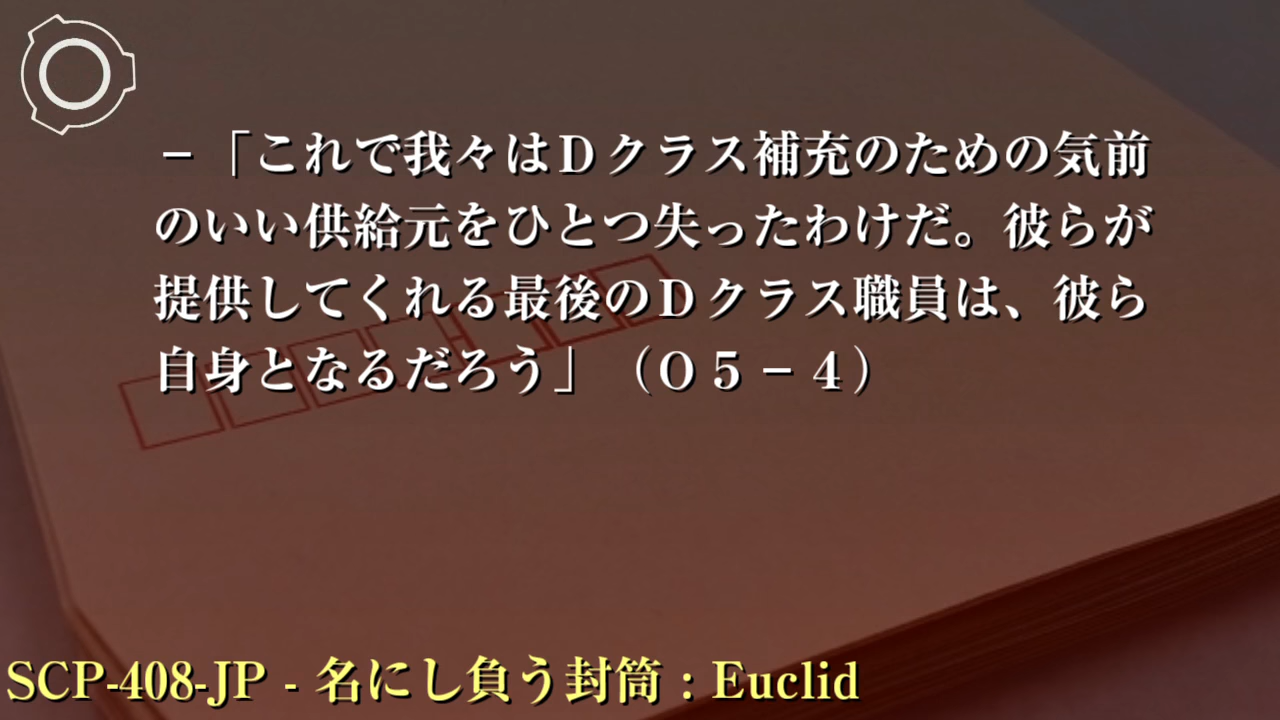 －「これで我々はＤクラス補充のための気前
のいい供給元をひとつ失ったわけだ。彼らが
提供してくれる最後のＤクラス職員は、彼ら
自身となるだろう」（Ｏ５－４）
SCP-408-JP - 名にし負う封筒：Euclid